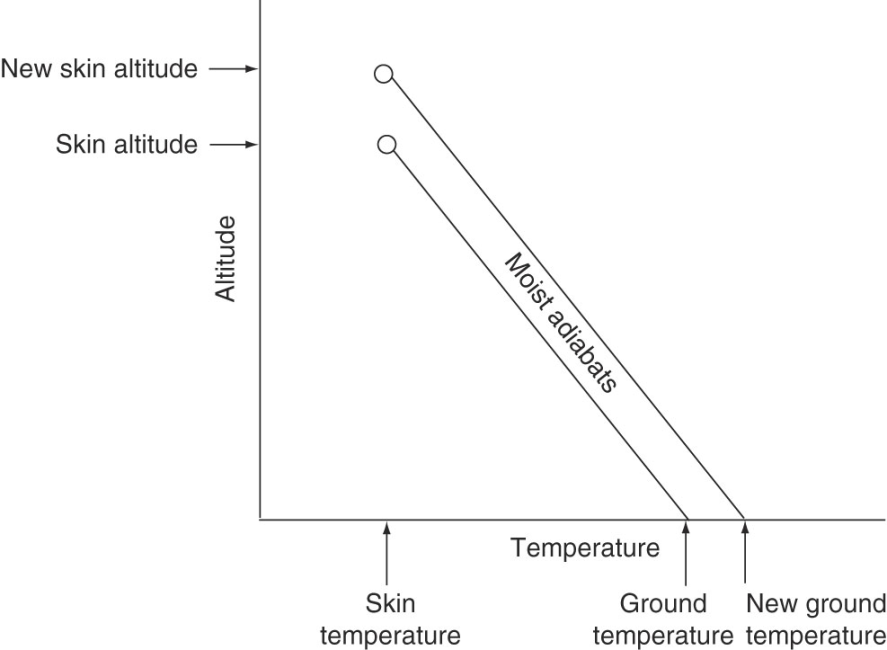 New skin altitude
Skin altitude
Altitude
Moist adiabats
Temperature
Skin
temperature
Ground
temperature
New ground
temperature